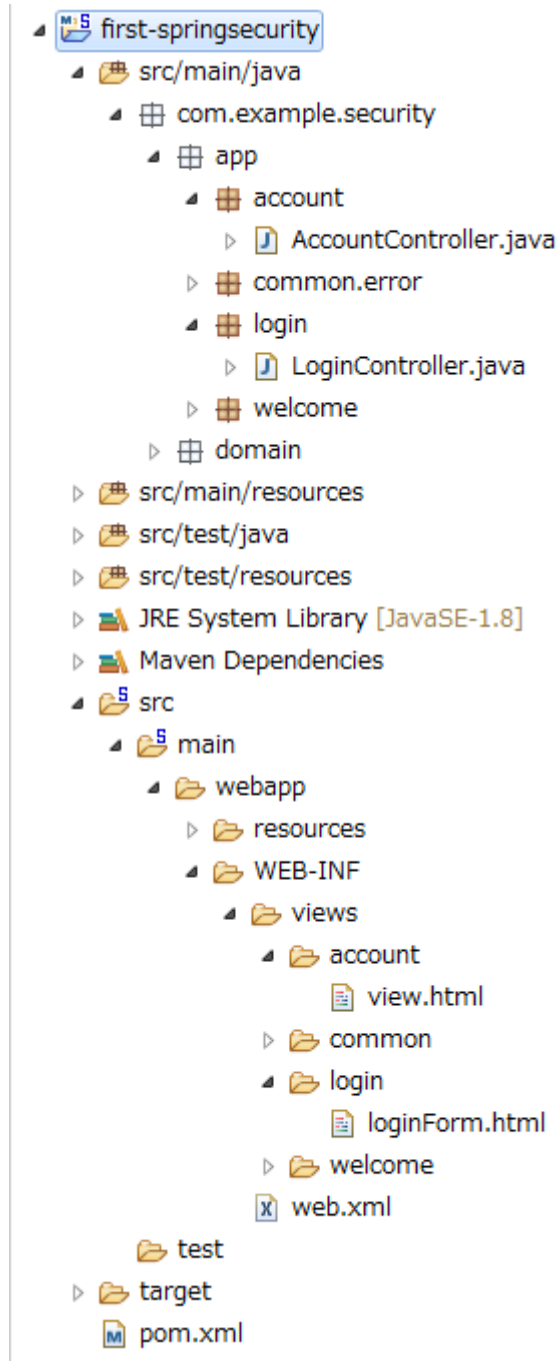 first-springsecurity
src/main/java
com.example.security
app
account
AccountController.java
common.error
login
LoginController.java
welcome
domain
src/main/resources
src/test/java
src/test/resources
JRE System Library [JavaSE-1.8]
Maven Dependencies
src
main
webapp
resources
WEB-INF
views
account
view.html
common
login
loginForm.html
welcome
web.xml
test
target
pom.xml